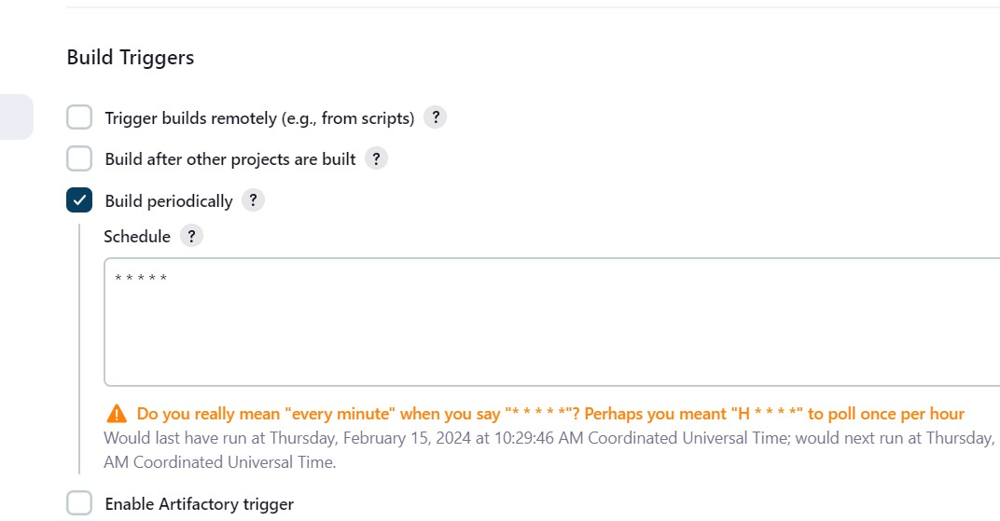 Build Triggers
Trigger builds remotely (e.g., from scripts) ?
Build after other projects are built ?
Build periodically ?
Schedule ?
* * * * *
Do you really mean "every minute" when you say "* * * * *"? Perhaps you meant "H * * * *" to poll once per hour
Would last have run at Thursday, February 15, 2024 at 10:29:46 AM Coordinated Universal Time; would next run at Thursday,
AM Coordinated Universal Time.
Enable Artifactory trigger